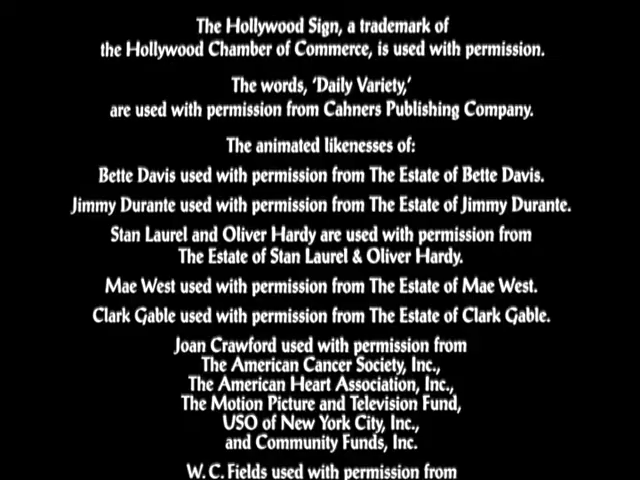 The Hollywood Sign, a trademark of
the Hollywood Chamber of Commerce, is used with permission.
The words, ‘Daily Variety,’
are used with permission from Cahners Publishing Company.
The animated likenesses of:
Bette Davis used with permission from The Estate of Bette Davis.
Jimmy Durante used with permission from The Estate of Jimmy Durante.
Stan Laurel and Oliver Hardy are used with permission from
The Estate of Stan Laurel & Oliver Hardy.
Mae West used with permission from The Estate of Mae West.
Clark Gable used with permission from The Estate of Clark Gable.
Joan Crawford used with permission from
The American Cancer Society, Inc.,
The American Heart Association, Inc.,
The Motion Picture and Television Fund,
USO of New York City, Inc.,
and Community Funds, Inc.
W. C. Fields used with permission from